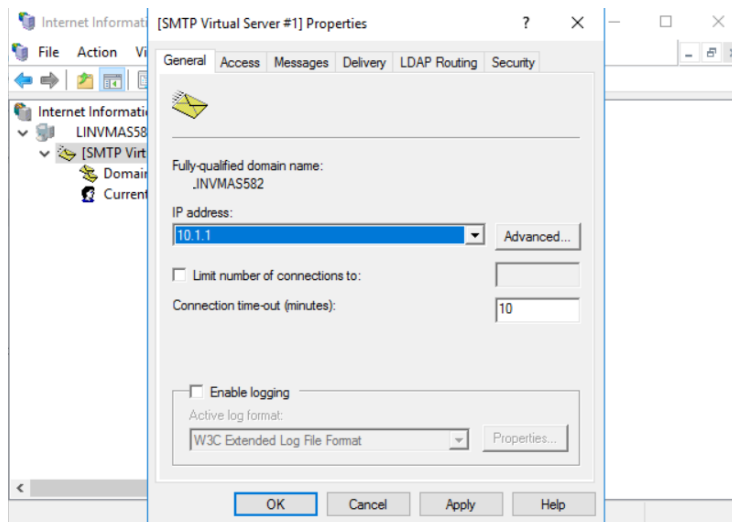 Internet Informati
[SMTP Virtual Server #1] Properties
File Action Vi
General Access Messages Delivery LDAP Routing Security
Internet Informati
LINVMAS58
[SMTP Virt
Domair
Current
Fully-qualified domain name:
.INVMAS582
IP address:
10.1.1
Advanced...
Limit number of connections to:
Connection time-out (minutes):
10
Enable logging
Active log format:
W3C Extended Log File Format
Properties...
OK Cancel Apply Help